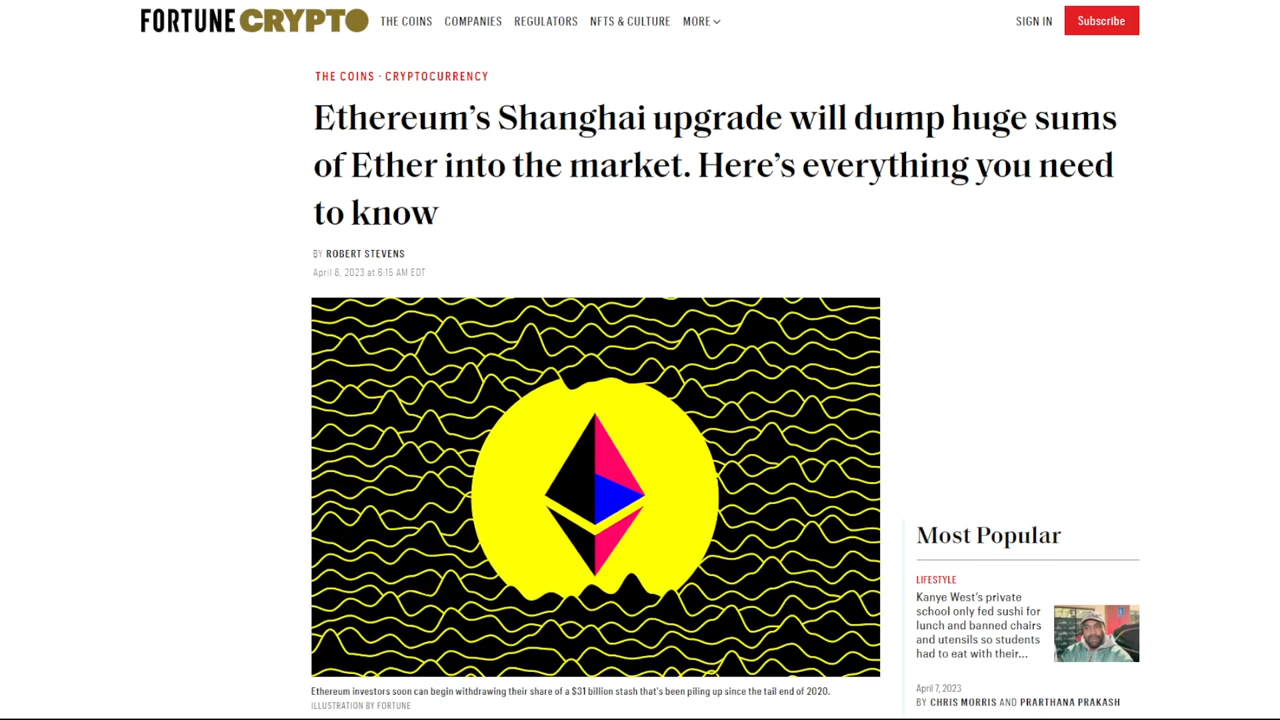 FORTUNE CRYPTO THE COINS COMPANIES REGULATORS NFTS & CULTURE MORE SIGN IN Subscribe
THE COINS · CRYPTOCURRENCY
Ethereum’s Shanghai upgrade will dump huge sums
of Ether into the market. Here’s everything you need
to know
BY ROBERT STEVENS
April 8, 2023 at 6:15 AM EDT
Ethereum investors soon can begin withdrawing their share of a $31 billion stash that’s been piling up since the tail end of 2020.
ILLUSTRATION BY FORTUNE
Most Popular
LIFESTYLE
Kanye West’s private
school only fed sushi for
lunch and banned chairs
and utensils so students
had to eat with their...
April 7, 2023
BY CHRIS MORRIS AND PRARTHANA PRAKASH